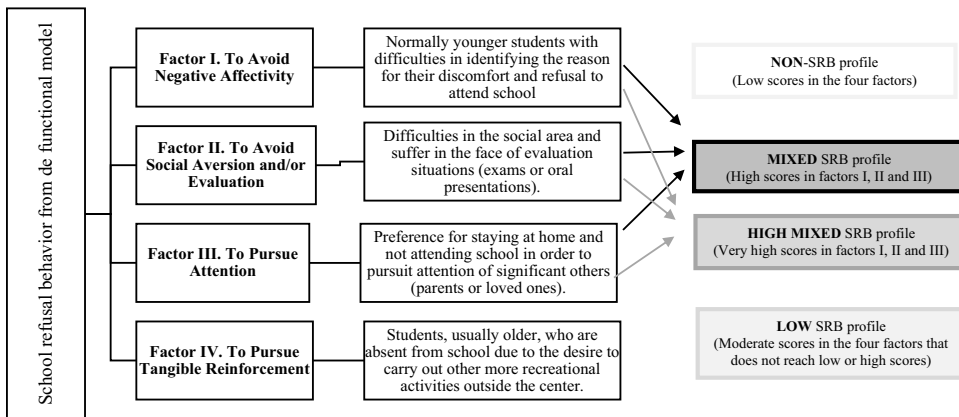 School refusal behavior from de functional model
Factor I. To Avoid
Negative Affectivity
Normally younger students with
difficulties in identifying the reason
for their discomfort and refusal to
attend school
NON-SRB profile
(Low scores in the four factors)
Factor II. To Avoid
Social Aversion and/or
Evaluation
Difficulties in the social area and
suffer in the face of evaluation
situations (exams or oral
presentations).
MIXED SRB profile
(High scores in factors I, II and III)
Factor III. To Pursue
Attention
Preference for staying at home and
not attending school in order to
pursuit attention of significant others
(parents or loved ones).
HIGH MIXED SRB profile
(Very high scores in factors I, II and III)
Factor IV. To Pursue
Tangible Reinforcement
Students, usually older, who are
absent from school due to the desire to
carry out other more recreational
activities outside the center.
LOW SRB profile
(Moderate scores in the four factors that
does not reach low or high scores)